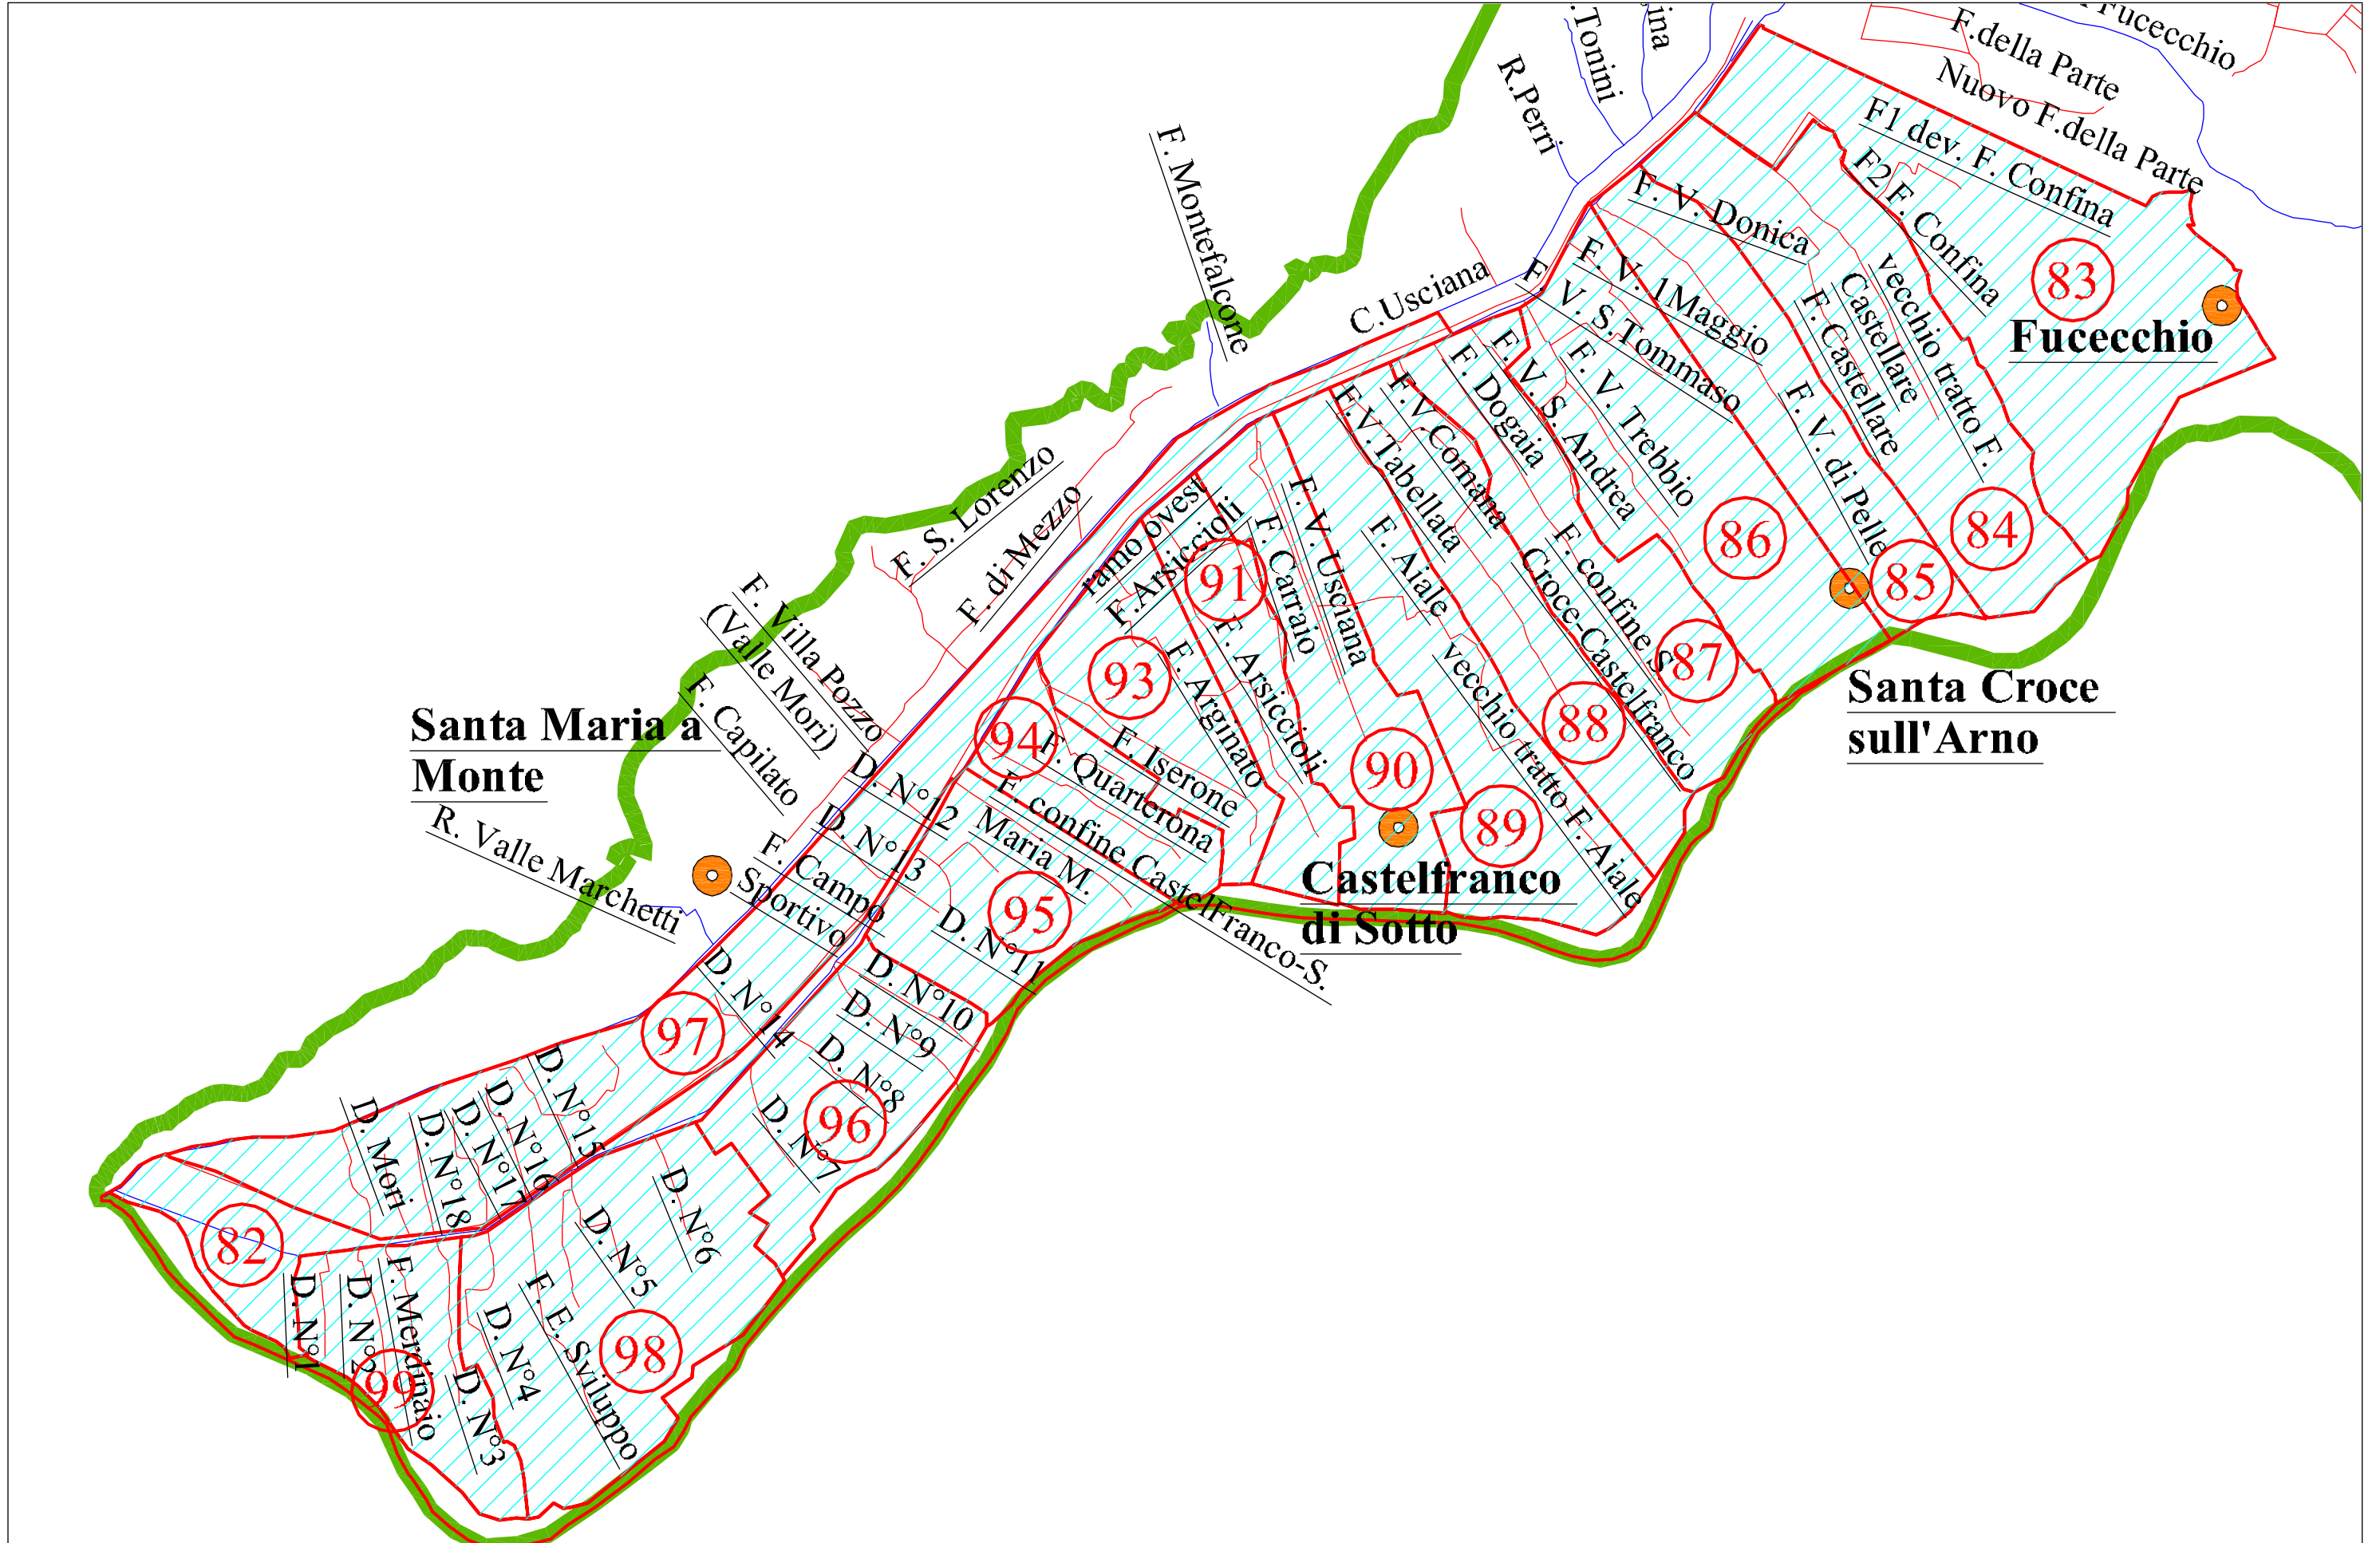 Fucecchio
F.della Parte
Nuovo F.della Parte
F1 dev. F. Confina
F2 F. Confina
.Tonini
ina
R.Perri
F. Montefalcone
C.Usciana
F. V. Donica
F. V. 1Maggio
F. V. S.Tommaso
vecchio tratto F.
Castellare
F. Castellare
83
Fucecchio
F. V. di Pelle
F. V. Trebbio
F. V. S. Andrea
F. Dogaia
F.V.Comana
F.V.Tabellata
F. Aiale
F. V. Usciana
F. Carraio
ramo ovest
F.Arsiccioli
F. Arsiccioli
F. Arginato
F. confine S.
Croce-Castelfranco
vecchio tratto F. Aiale
84
85
86
87
88
89
90
91
93
94
Santa Croce
sull'Arno
F. S. Lorenzo
F. di Mezzo
F. Villa Pozzo
(Valle Mori)
F. Capilato
Santa Maria a
Monte
R. Valle Marchetti
F. Iserone
F. Quarterona
F. confine CastelFranco-S.
Maria M.
Castelfranco
di Sotto
D. N°12
D. N°13
F. Campo
Sportivo
95
D. N°11
D. N°10
D. N°9
D. N°8
D. N°7
96
D. N°14
97
D. N°15
D. N°16
D. N°17
D. N°18
D. Mori
D. N°6
D. N°5
82
D. N°1
D. N°2
F. Merdinaio
99
D. N°3
D. N°4
F. E. Sviluppo
98